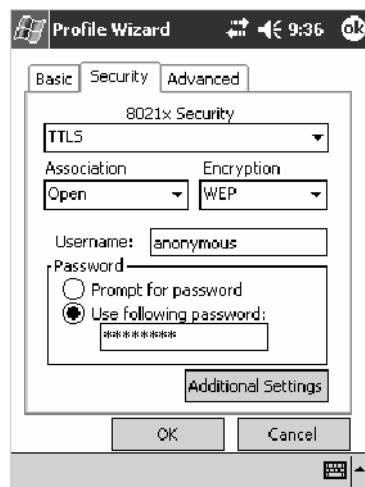 Profile Wizard 9:36 ok
Basic Security Advanced
8021x Security
TTLS
Association Encryption
Open WEP
Username: anonymous
Password
Prompt for password
Use following password:
********
Additional Settings
OK Cancel